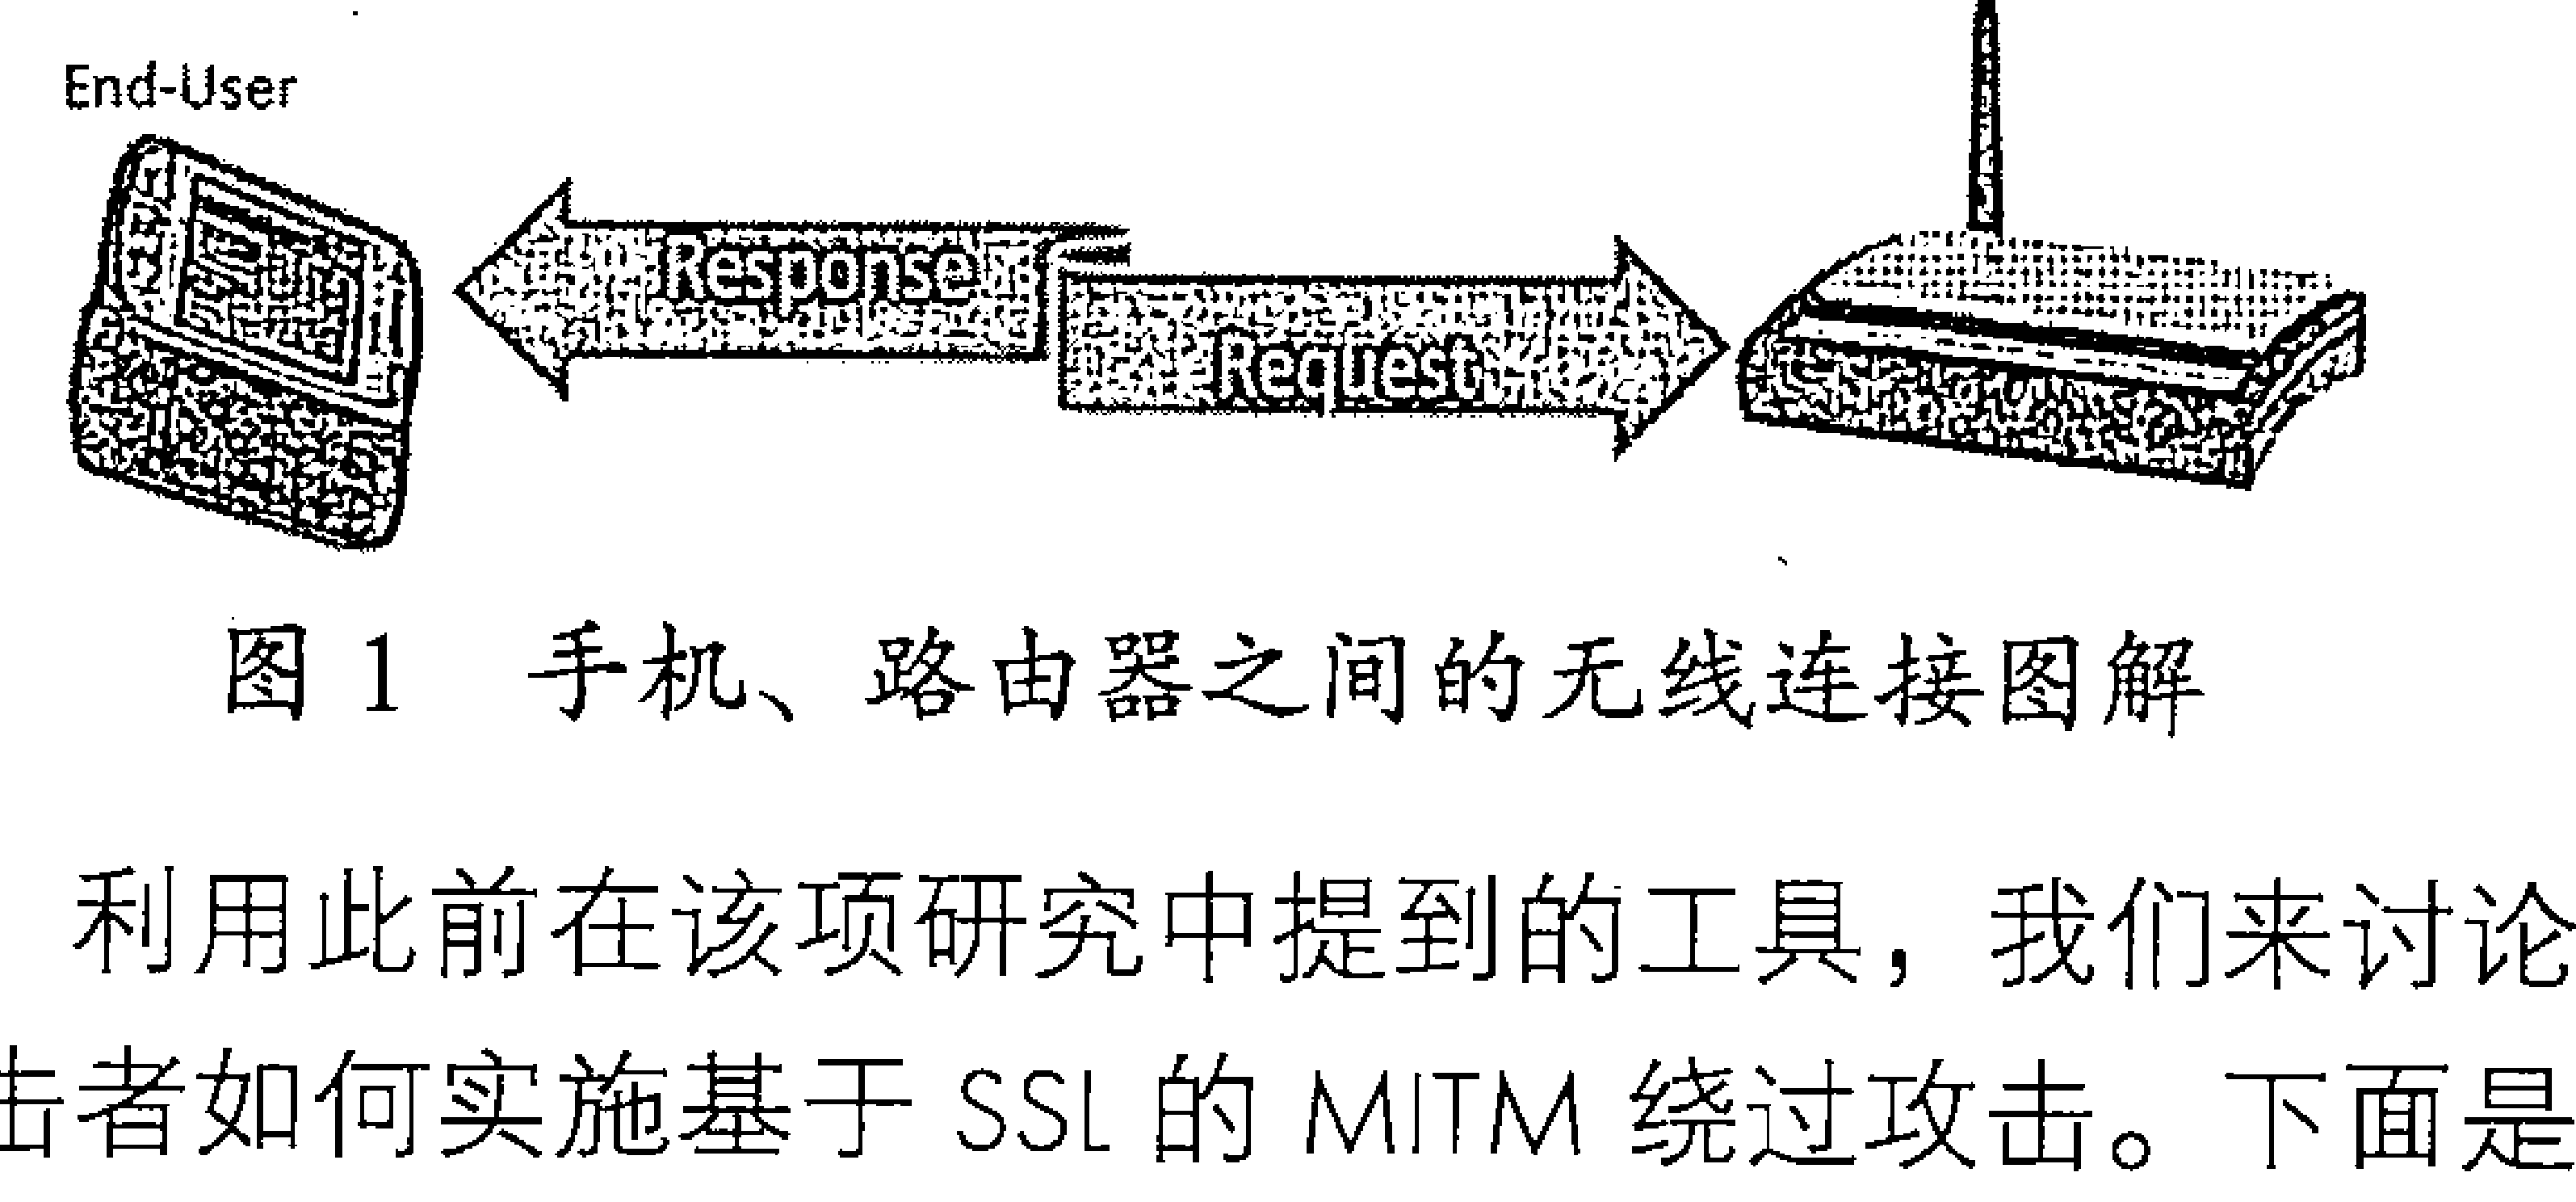 End-User
Response
Request
图 1 手机、路由器之间的无线连接图解
利用此前在该项研究中提到的工具，我们来讨论
击者如何实施基于 SSL 的 MITM 绕过攻击。下面是